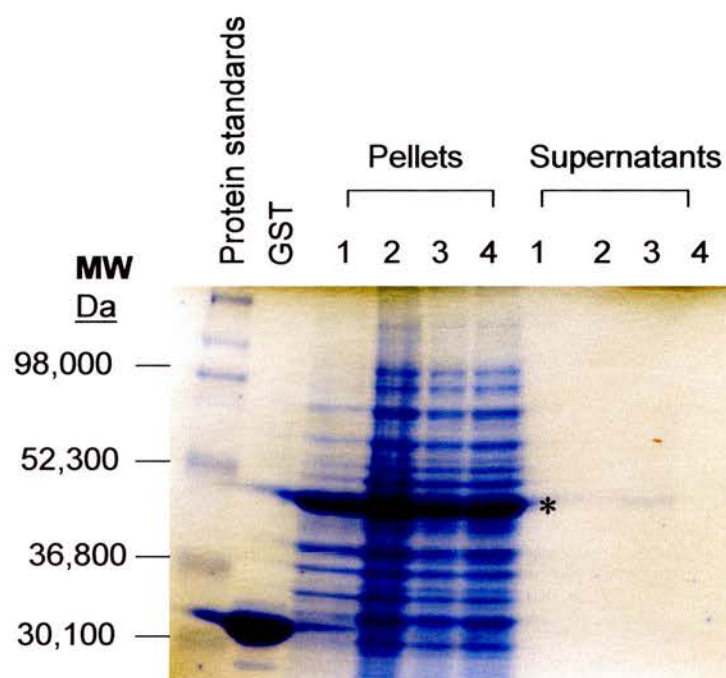 Protein standards
GST
Pellets
Supernatants
1 2 3 4 1 2 3 4
MW
Da
98,000
52,300
*
36,800
30,100